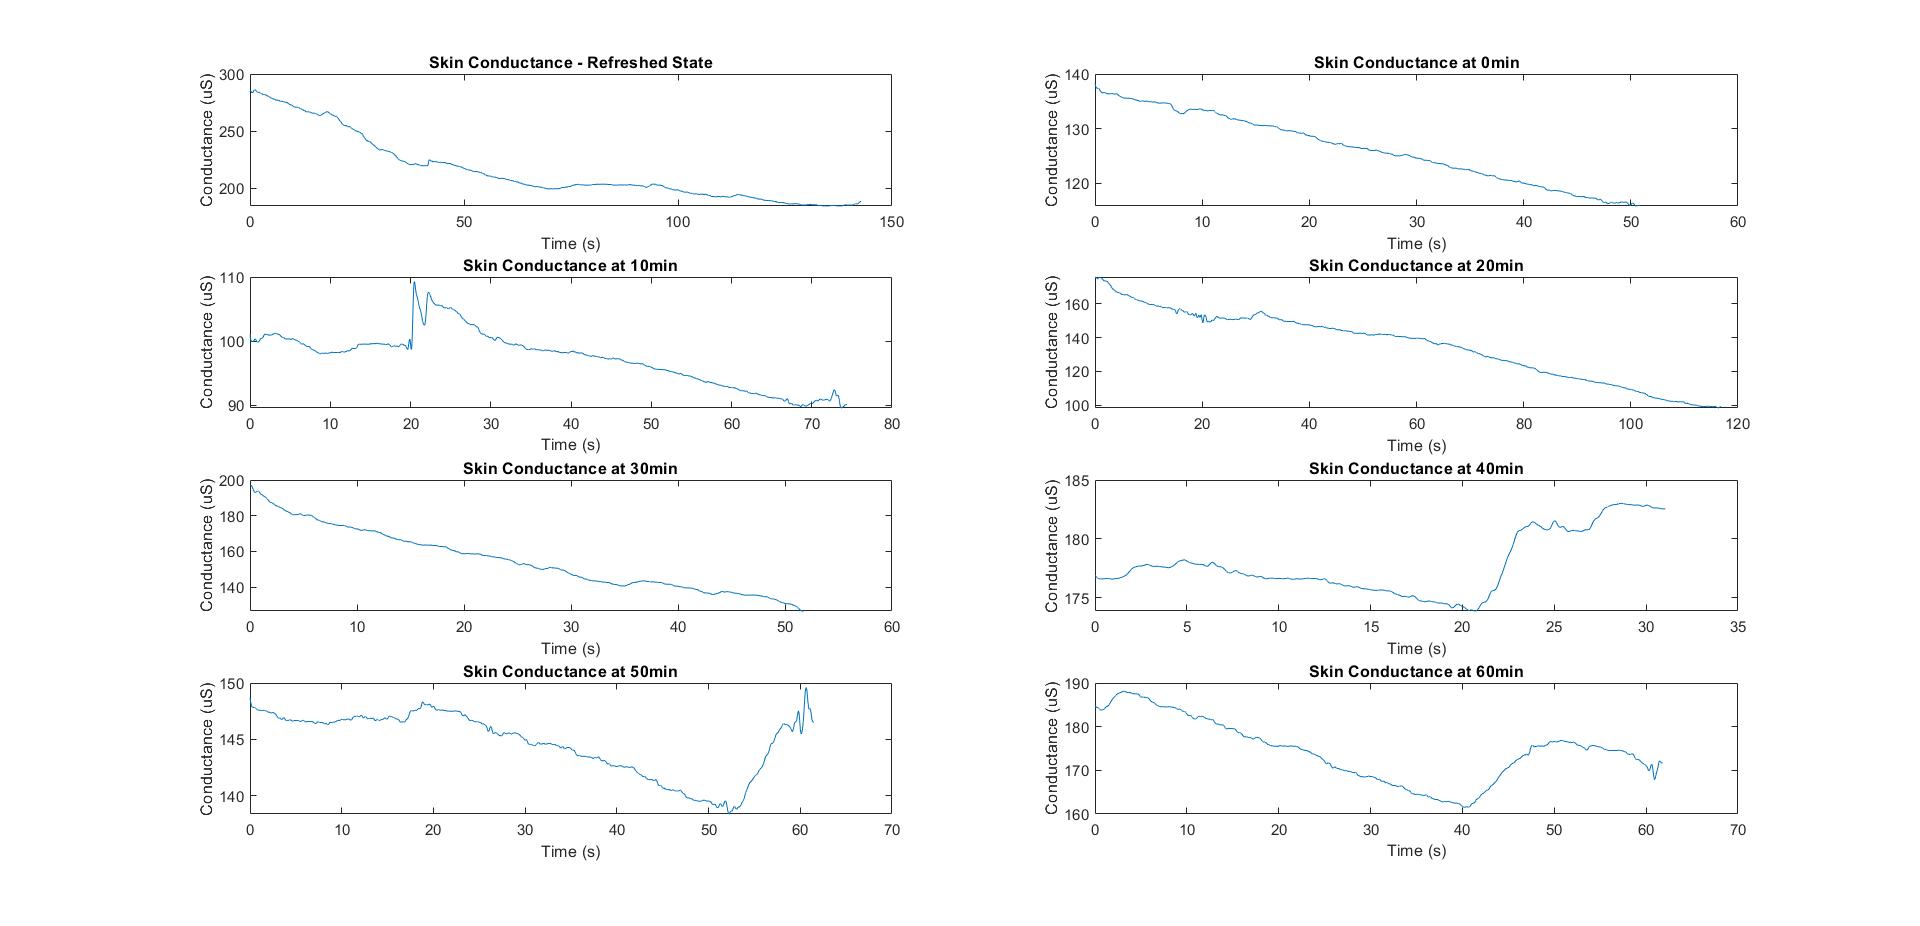 Skin Conductance - Refreshed State
Conductance (uS)
300
250
200
0 50 100 150
Time (s)
Skin Conductance at 0min
Conductance (uS)
140
130
120
0 10 20 30 40 50 60
Time (s)
Skin Conductance at 10min
Conductance (uS)
110
100
90
0 10 20 30 40 50 60 70 80
Time (s)
Skin Conductance at 20min
Conductance (uS)
160
140
120
100
0 20 40 60 80 100 120
Time (s)
Skin Conductance at 30min
Conductance (uS)
200
180
160
140
0 10 20 30 40 50 60
Time (s)
Skin Conductance at 40min
Conductance (uS)
185
180
175
0 5 10 15 20 25 30 35
Time (s)
Skin Conductance at 50min
Conductance (uS)
150
145
140
0 10 20 30 40 50 60 70
Time (s)
Skin Conductance at 60min
Conductance (uS)
190
180
170
160
0 10 20 30 40 50 60 70
Time (s)